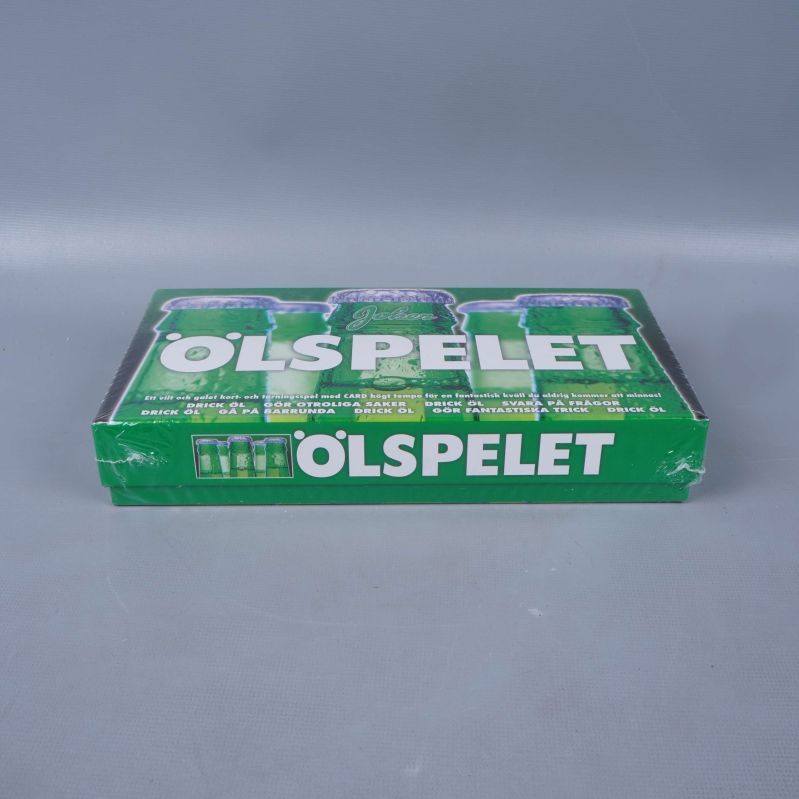 Joker
ÖLSPELET
Ett vilt och galet kort- och tärningsspel med CARD högt tempo för en fantastisk kväll du aldrig kommer att minnas!
DRICK ÖL GÖR OTROLIGA SAKER DRICK ÖL SVARA PÅ FRÅGOR
DRICK ÖL GÅ PÅ BARRUNDA DRICK ÖL GÖR FANTASTISKA TRICK DRICK ÖL
ÖLSPELET